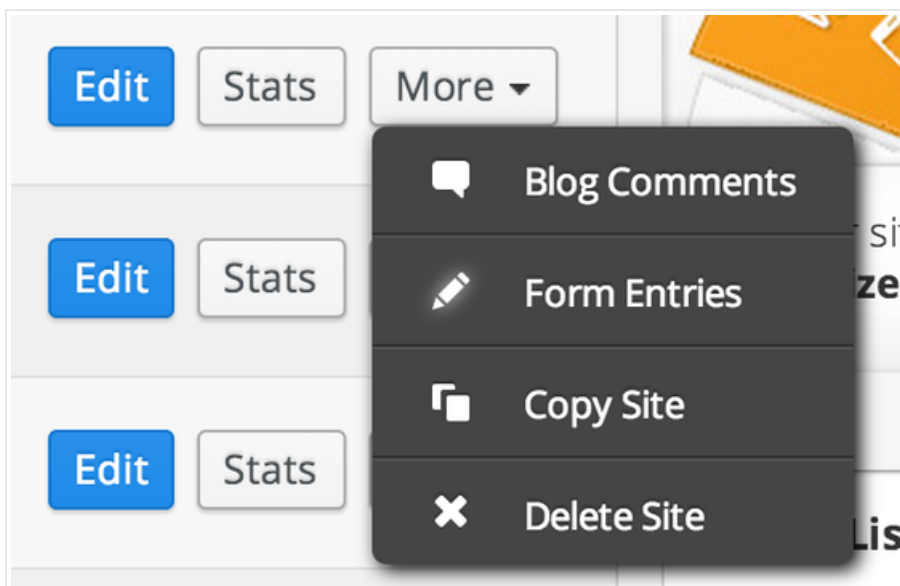 Edit Stats More
Blog Comments
Edit Stats
Form Entries
Copy Site
Edit Stats
Delete Site